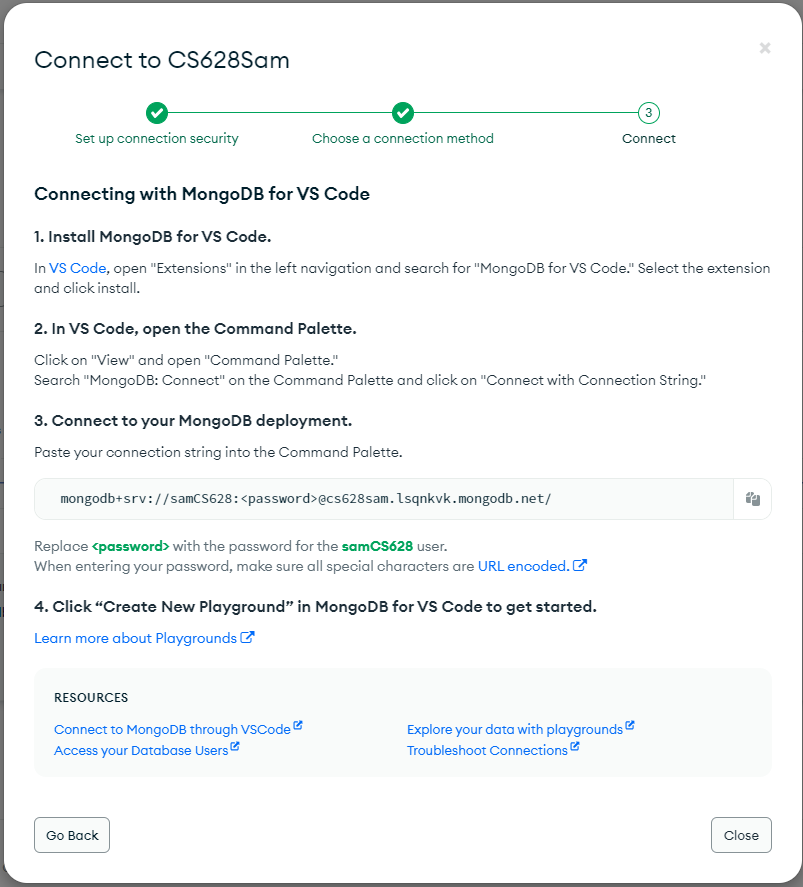 Connect to CS628Sam
×
3
Set up connection security
Choose a connection method
Connect
Connecting with MongoDB for VS Code
1. Install MongoDB for VS Code.
In VS Code, open "Extensions" in the left navigation and search for "MongoDB for VS Code." Select the extension
and click install.
2. In VS Code, open the Command Palette.
Click on "View" and open "Command Palette."
Search "MongoDB: Connect" on the Command Palette and click on "Connect with Connection String."
3. Connect to your MongoDB deployment.
Paste your connection string into the Command Palette.
mongodb+srv://samCS628:<password>@cs628sam.lsqnkvk.mongodb.net/
Replace <password> with the password for the samCS628 user.
When entering your password, make sure all special characters are URL encoded.
4. Click “Create New Playground” in MongoDB for VS Code to get started.
Learn more about Playgrounds
RESOURCES
Connect to MongoDB through VSCode
Explore your data with playgrounds
Access your Database Users
Troubleshoot Connections
Go Back
Close